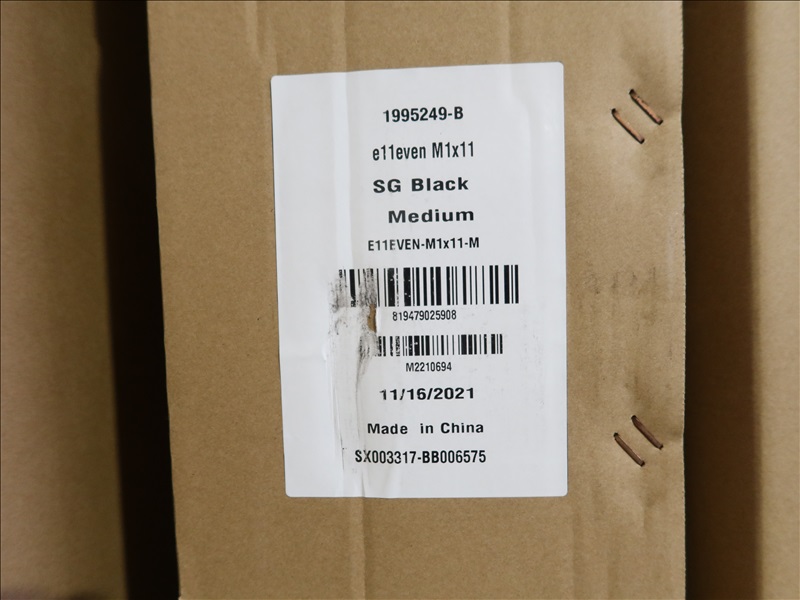 1995249-B
e11even M1x11
SG Black
Medium
E11EVEN-M1x11-M
819479025908
M2210694
11/16/2021
Made in China
SX003317-BB006575